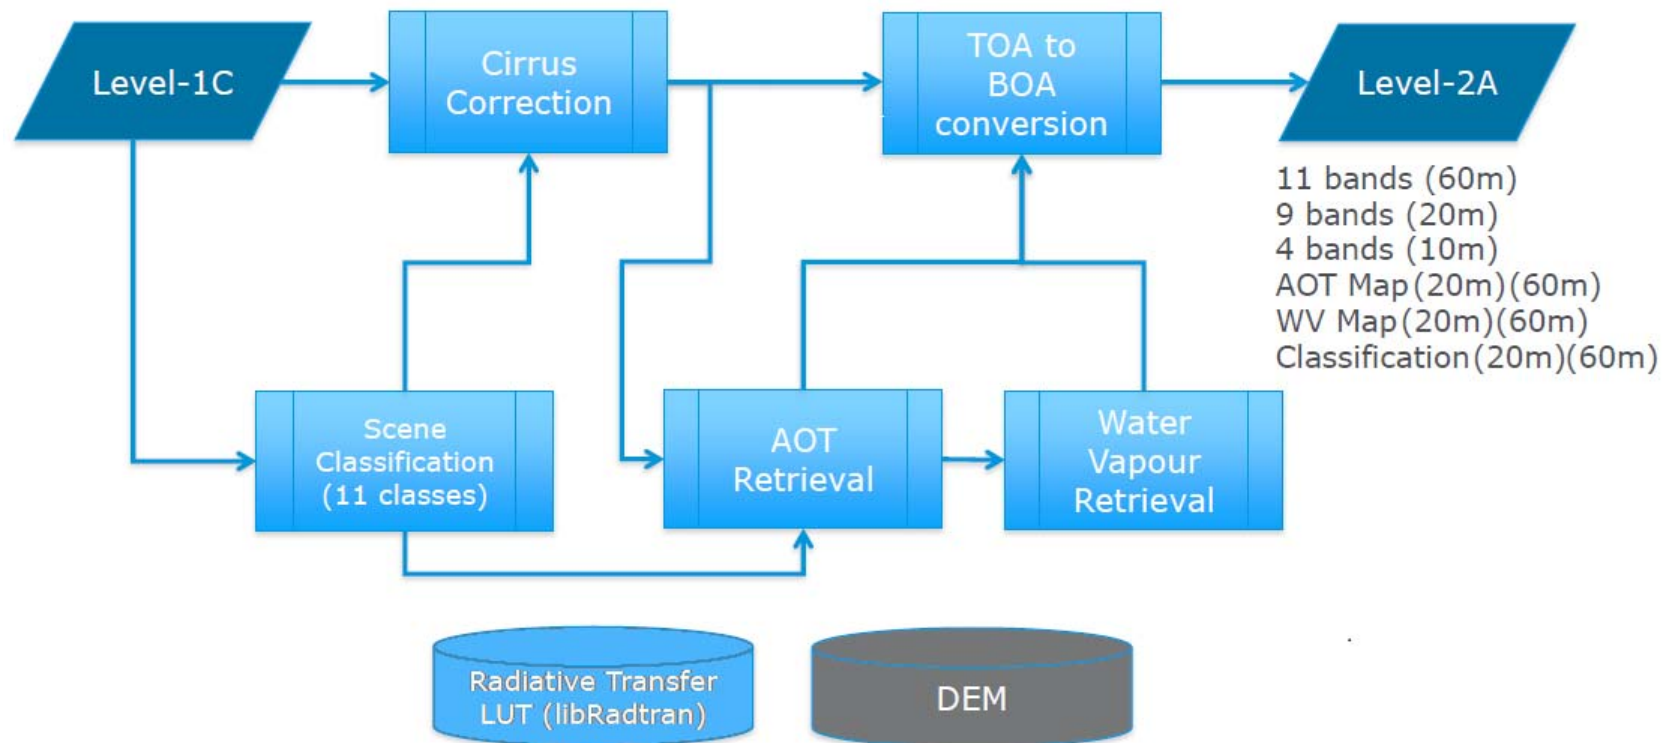 Level-1C
Cirrus
Correction
TOA to
BOA
conversion
Level-2A
11 bands (60m)
9 bands (20m)
4 bands (10m)
AOT Map(20m)(60m)
WV Map(20m)(60m)
Classification(20m)(60m)
Scene
Classification
(11 classes)
AOT
Retrieval
Water
Vapour
Retrieval
Radiative Transfer
LUT (libRadtran)
DEM